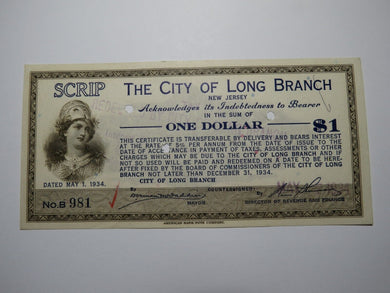 SCRIP THE CITY OF LONG BRANCH
NEW JERSEY
Acknowledges its Indebtedness to Bearer
IN THE SUM OF
ONE DOLLAR $1
THIS CERTIFICATE IS TRANSFERABLE BY DELIVERY AND BEARS INTEREST
AT THE RATE OF 5% PER ANNUM FROM THE DATE OF ISSUE TO THE
DATE OF ACCEPTANCE IN PAYMENT OF TAXES, ASSESSMENTS OR OTHER
CHARGES WHICH MAY BE DUE TO THE CITY OF LONG BRANCH AND IF
NOT SO USED WILL BE PAID AND REDEEMED ON A DATE TO BE HERE-
AFTER FIXED BY THE BOARD OF COMMISSIONERS OF THE CITY OF LONG
BRANCH NOT LATER THAN DECEMBER 31, 1934.
DATED MAY 1, 1934.
CITY OF LONG BRANCH
By
COUNTERSIGNED:
By
NO.B 981
MAYOR
DIRECTOR OF REVENUE AND FINANCE
AMERICAN BANK NOTE COMPANY.